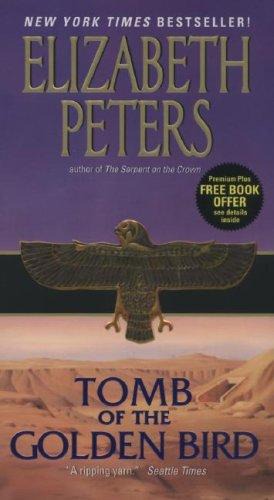 NEW YORK TIMES BESTSELLER!
ELIZABETH
PETERS
author of The Serpent on the Crown
Premium Plus
FREE BOOK
OFFER
see details
inside
TOMB
OF THE
GOLDEN BIRD
"A ripping yarn." Seattle Times